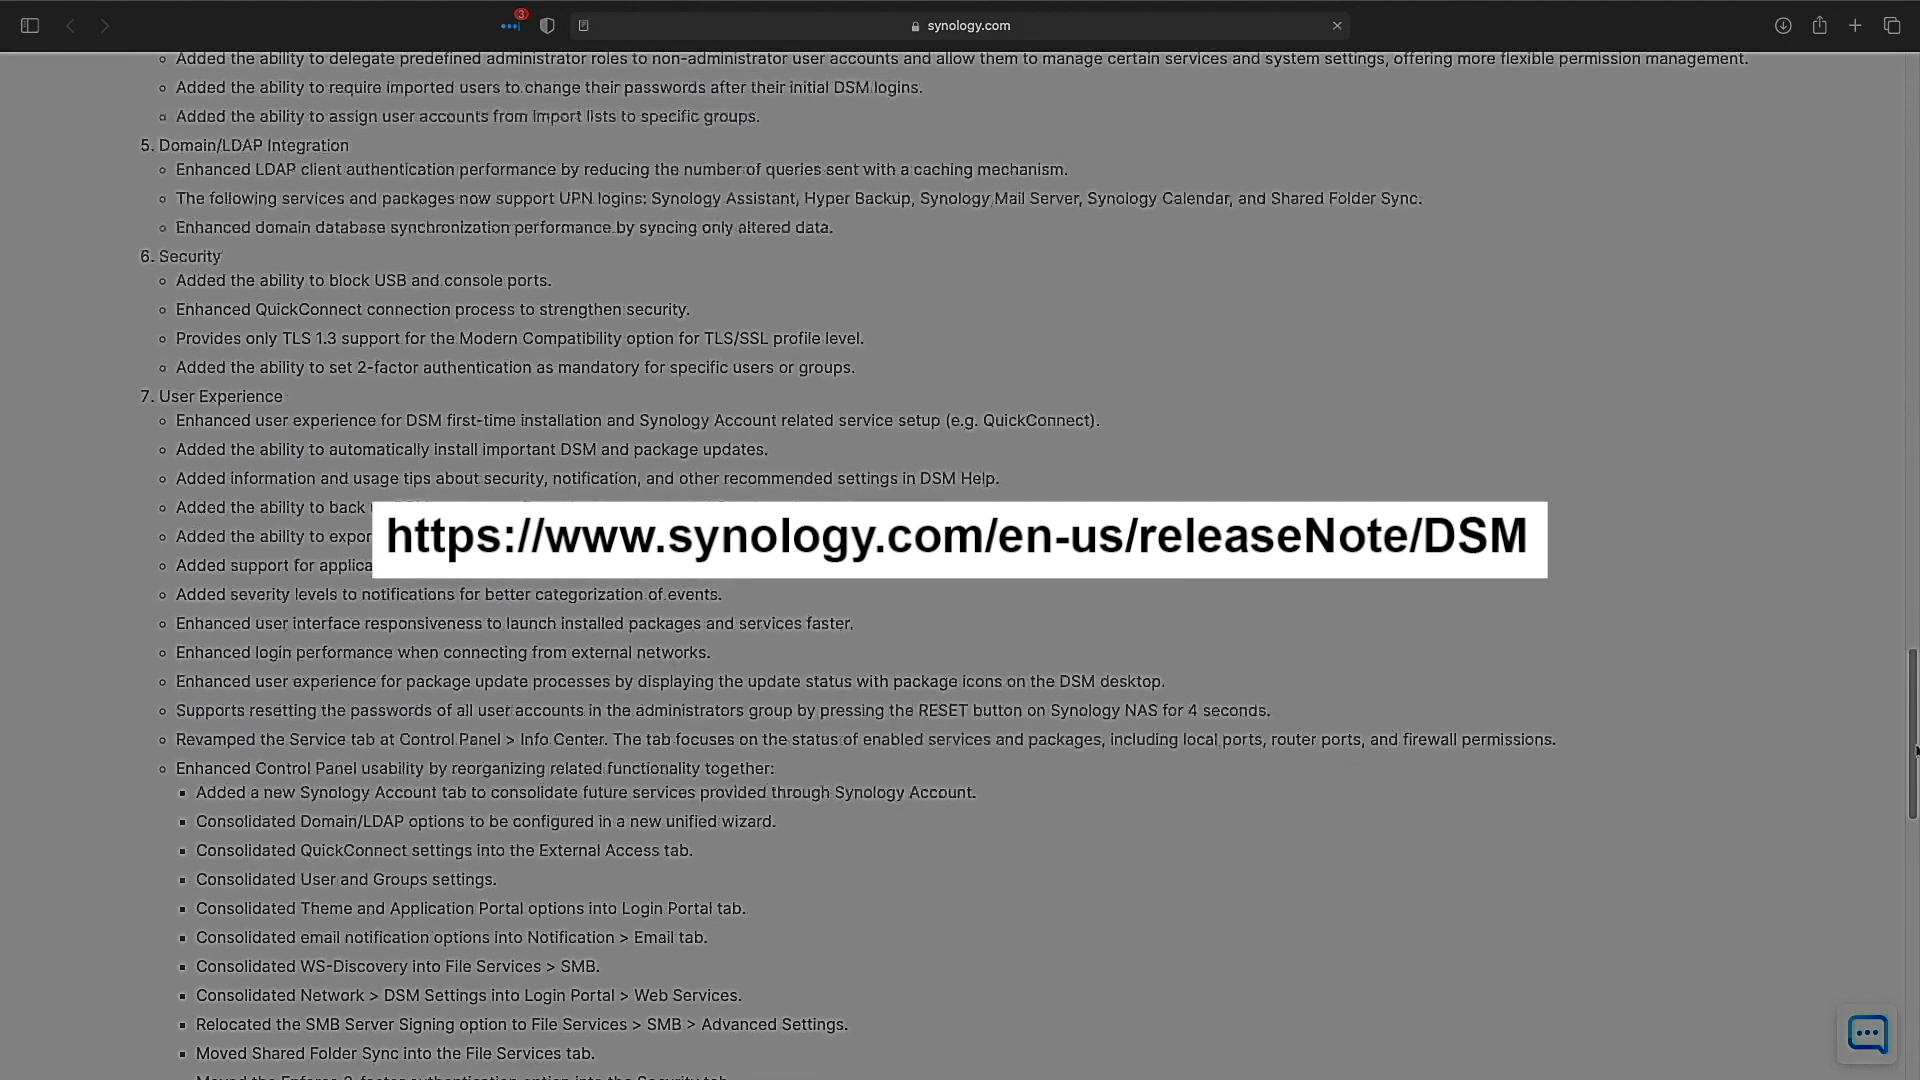 3
synology.com
Added the ability to delegate predefined administrator roles to non-administrator user accounts and allow them to manage certain services and system settings, offering more flexible permission management.
Added the ability to require imported users to change their passwords after their initial DSM logins.
Added the ability to assign user accounts from import lists to specific groups.
5. Domain/LDAP Integration
Enhanced LDAP client authentication performance by reducing the number of queries sent with a caching mechanism.
The following services and packages now support UPN logins: Synology Assistant, Hyper Backup, Synology Mail Server, Synology Calendar, and Shared Folder Sync.
Enhanced domain database synchronization performance by syncing only altered data.
6. Security
Added the ability to block USB and console ports.
Enhanced QuickConnect connection process to strengthen security.
Provides only TLS 1.3 support for the Modern Compatibility option for TLS/SSL profile level.
Added the ability to set 2-factor authentication as mandatory for specific users or groups.
7. User Experience
Enhanced user experience for DSM first-time installation and Synology Account related service setup (e.g. QuickConnect).
Added the ability to automatically install important DSM and package updates.
Added information and usage tips about security, notification, and other recommended settings in DSM Help.
Added the ability to back
https://www.synology.com/en-us/releaseNote/DSM
Added the ability to expor
Added support for applica
Added severity levels to notifications for better categorization of events.
Enhanced user interface responsiveness to launch installed packages and services faster.
Enhanced login performance when connecting from external networks.
Enhanced user experience for package update processes by displaying the update status with package icons on the DSM desktop.
Supports resetting the passwords of all user accounts in the administrators group by pressing the RESET button on Synology NAS for 4 seconds.
Revamped the Service tab at Control Panel > Info Center. The tab focuses on the status of enabled services and packages, including local ports, router ports, and firewall permissions.
Enhanced Control Panel usability by reorganizing related functionality together:
Added a new Synology Account tab to consolidate future services provided through Synology Account.
Consolidated Domain/LDAP options to be configured in a new unified wizard.
Consolidated QuickConnect settings into the External Access tab.
Consolidated User and Groups settings.
Consolidated Theme and Application Portal options into Login Portal tab.
Consolidated email notification options into Notification > Email tab.
Consolidated WS-Discovery into File Services > SMB.
Consolidated Network > DSM Settings into Login Portal > Web Services.
Relocated the SMB Server Signing option to File Services > SMB > Advanced Settings.
Moved Shared Folder Sync into the File Services tab.